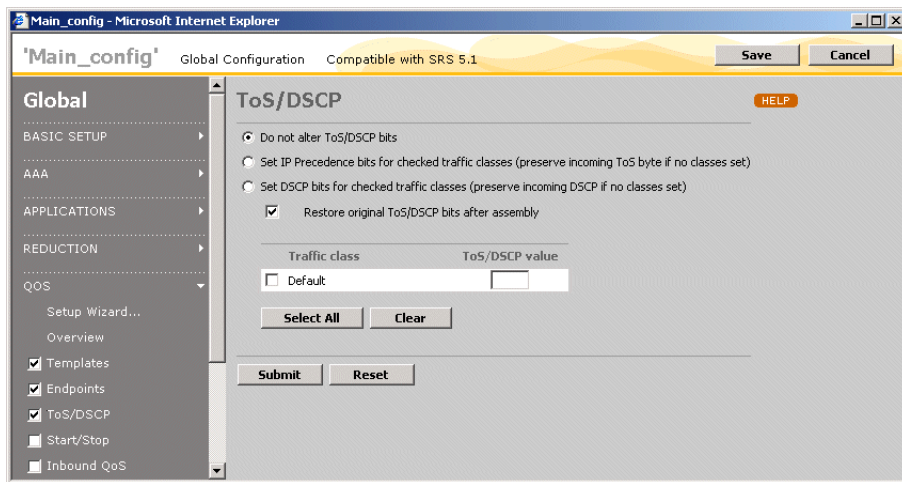 Main_config - Microsoft Internet Explorer
'Main_config' Global Configuration Compatible with SRS 5.1 Save Cancel
Global
BASIC SETUP
AAA
APPLICATIONS
REDUCTION
QOS
Setup Wizard...
Overview
Templates
Endpoints
ToS/DSCP
Start/Stop
Inbound QoS
ToS/DSCP HELP
Do not alter ToS/DSCP bits
Set IP Precedence bits for checked traffic classes (preserve incoming ToS byte if no classes set)
Set DSCP bits for checked traffic classes (preserve incoming DSCP if no classes set)
Restore original ToS/DSCP bits after assembly
Traffic class ToS/DSCP value
Default
Select All Clear
Submit Reset